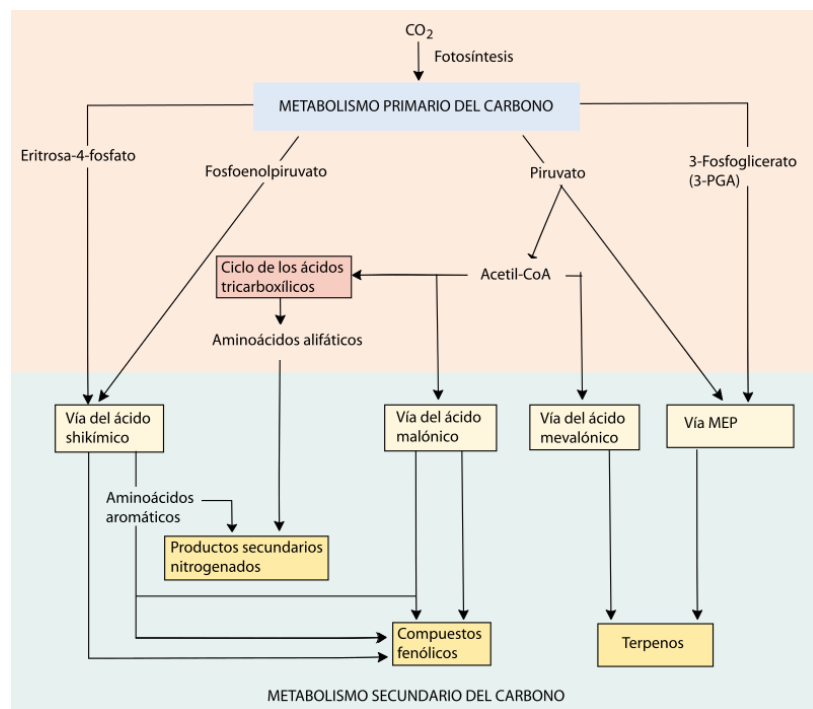 CO2
Fotosíntesis
METABOLISMO PRIMARIO DEL CARBONO
Eritrosa-4-fosfato
Fosfoenolpiruvato
Piruvato
3-Fosfoglicerato
(3-PGA)
Ciclo de los ácidos
tricarboxílicos
Acetil-CoA
Aminoácidos alifáticos
Vía del ácido
shikímico
Vía del ácido
malónico
Vía del ácido
mevalónico
Vía MEP
Aminoácidos
aromáticos
Productos secundarios
nitrogenados
Compuestos
fenólicos
Terpenos
METABOLISMO SECUNDARIO DEL CARBONO